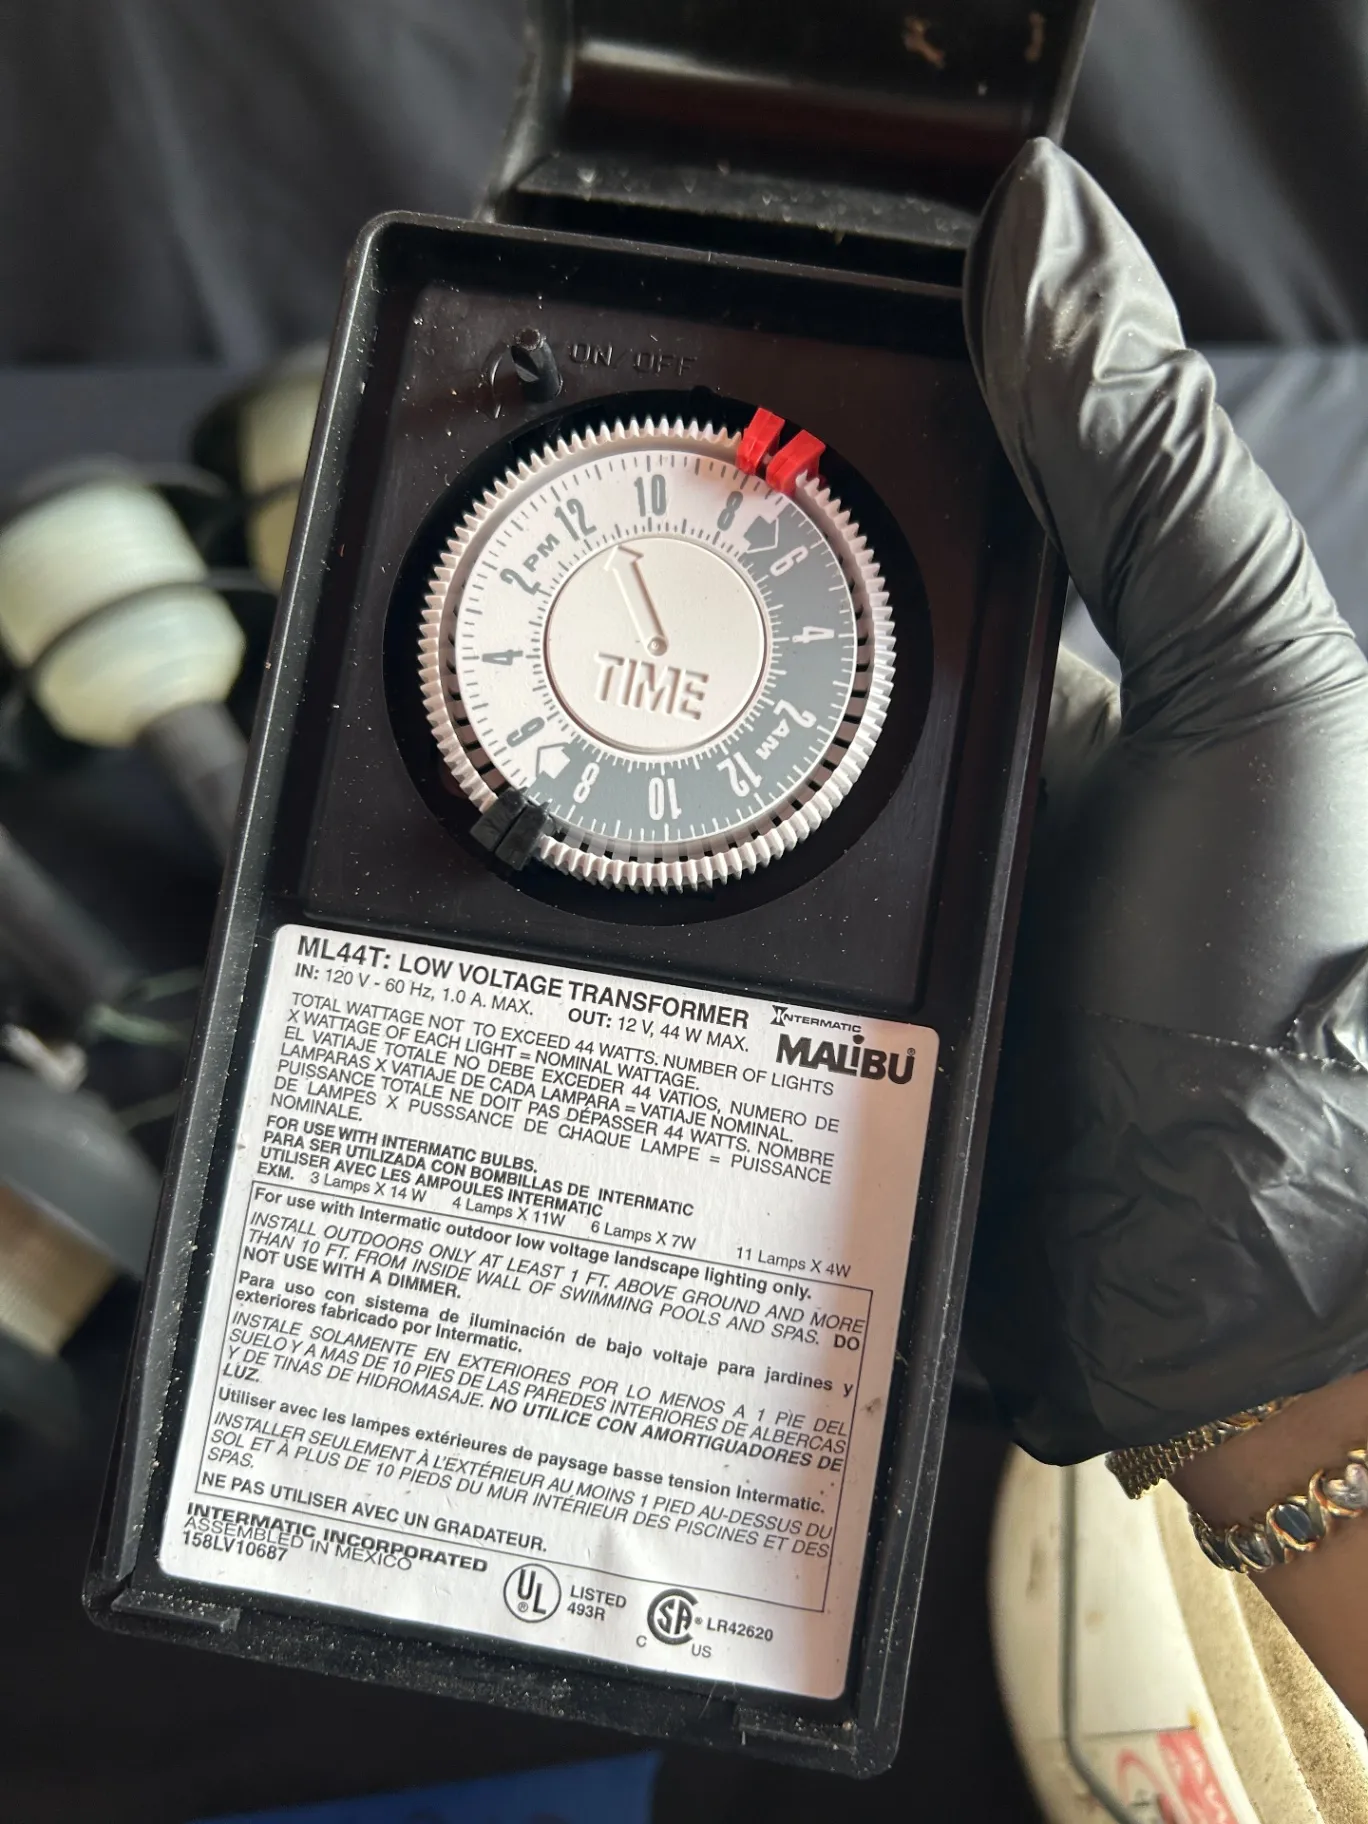 ON/OFF
10
8
6
4
2 AM
12
10
8
6
4
2 PM
12
TIME
ML44T: LOW VOLTAGE TRANSFORMER
IN: 120 V - 60 Hz, 1.0 A. MAX. OUT: 12 V, 44 W MAX.
INTERMATIC
MALIBU®
TOTAL WATTAGE NOT TO EXCEED 44 WATTS. NUMBER OF LIGHTS
X WATTAGE OF EACH LIGHT = NOMINAL WATTAGE.
EL VATIAJE TOTALE NO DEBE EXCEDER 44 VATIOS, NUMERO DE
LAMPARAS X VATIAJE DE CADA LAMPARA = VATIAJE NOMINAL.
PUISSANCE TOTALE NE DOIT PAS DÉPASSER 44 WATTS. NOMBRE
DE LAMPES X PUSSSANCE DE CHAQUE LAMPE = PUISSANCE
NOMINALE.
FOR USE WITH INTERMATIC BULBS.
PARA SER UTILIZADA CON BOMBILLAS DE INTERMATIC
UTILISER AVEC LES AMPOULES INTERMATIC
EXM. 3 Lamps X 14 W 4 Lamps X 11W 6 Lamps X 7W 11 Lamps X 4W
For use with Intermatic outdoor low voltage landscape lighting only.
INSTALL OUTDOORS ONLY AT LEAST 1 FT. ABOVE GROUND AND MORE
THAN 10 FT. FROM INSIDE WALL OF SWIMMING POOLS AND SPAS. DO
NOT USE WITH A DIMMER.
Para uso con sistema de iluminación de bajo voltaje para jardines y
exteriores fabricado por Intermatic.
INSTALE SOLAMENTE EN EXTERIORES POR LO MENOS A 1 PIE DEL
SUELO Y A MAS DE 10 PIES DE LAS PAREDES INTERIORES DE ALBERCAS
Y DE TINAS DE HIDROMASAJE. NO UTILICE CON AMORTIGUADORES DE
LUZ.
Utiliser avec les lampes extérieures de paysage basse tension Intermatic.
INSTALLER SEULEMENT À L'EXTÉRIEUR AU MOINS 1 PIED AU-DESSUS DU
SOL ET À PLUS DE 10 PIEDS DU MUR INTÉRIEUR DES PISCINES ET DES
SPAS.
NE PAS UTILISER AVEC UN GRADATEUR.
INTERMATIC INCORPORATED
ASSEMBLED IN MEXICO
158LV10687
UL® LISTED
493R
C SA® US LR42620